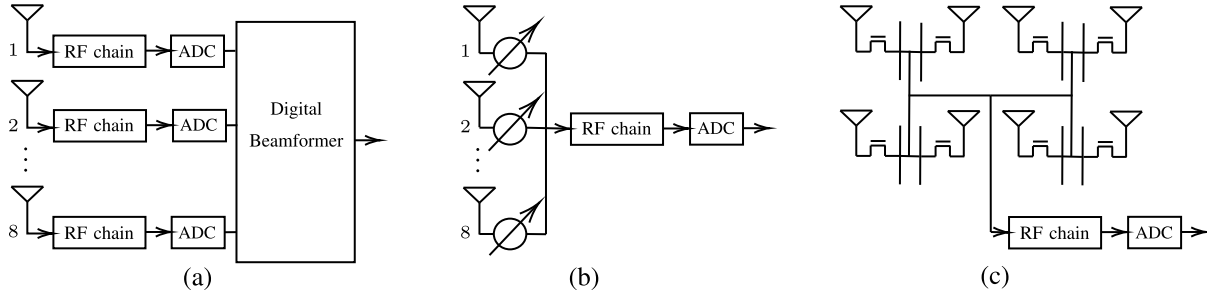 1
RF chain
ADC
2
RF chain
ADC
8
RF chain
ADC
Digital
Beamformer
(a)
1
2
8
RF chain
ADC
(b)
RF chain
ADC
(c)